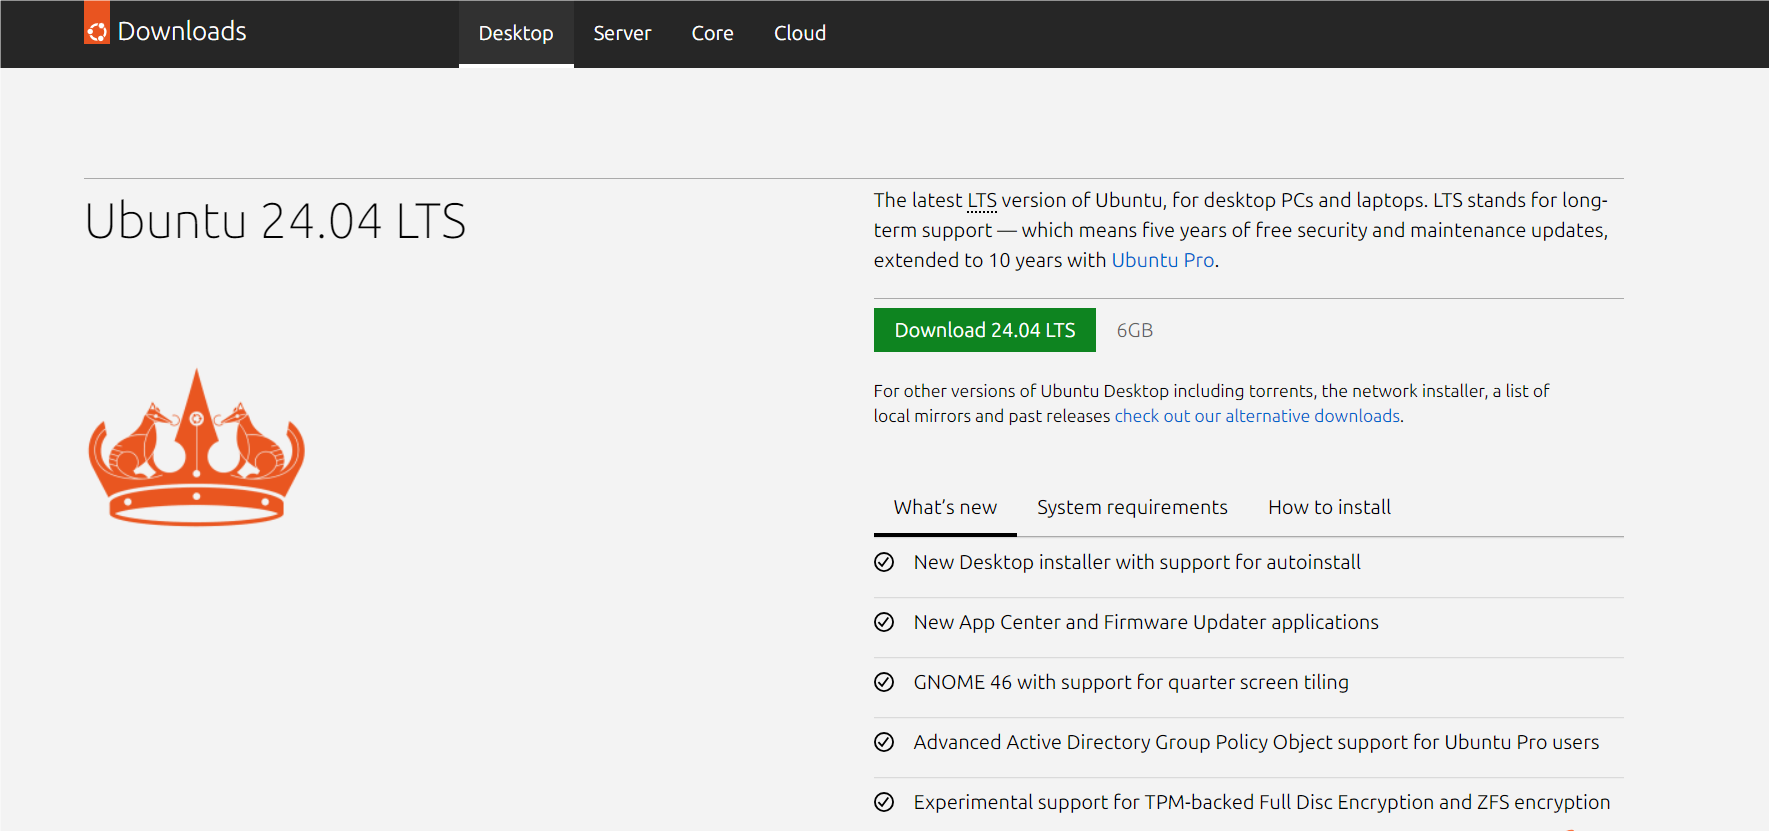 Downloads
Desktop
Server
Core
Cloud
Ubuntu 24.04 LTS
The latest LTS version of Ubuntu, for desktop PCs and laptops. LTS stands for long-
term support — which means five years of free security and maintenance updates,
extended to 10 years with Ubuntu Pro.
Download 24.04 LTS
6GB
For other versions of Ubuntu Desktop including torrents, the network installer, a list of
local mirrors and past releases check out our alternative downloads.
What’s new
System requirements
How to install
New Desktop installer with support for autoinstall
New App Center and Firmware Updater applications
GNOME 46 with support for quarter screen tiling
Advanced Active Directory Group Policy Object support for Ubuntu Pro users
Experimental support for TPM-backed Full Disc Encryption and ZFS encryption